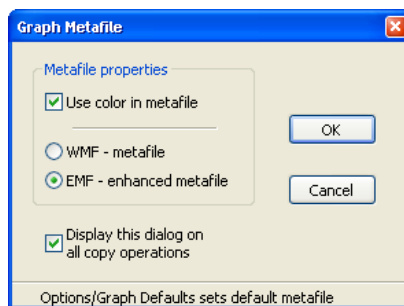 Graph Metafile
Metafile properties
Use color in metafile
WMF - metafile
EMF - enhanced metafile
OK
Cancel
Display this dialog on
all copy operations
Options/Graph Defaults sets default metafile